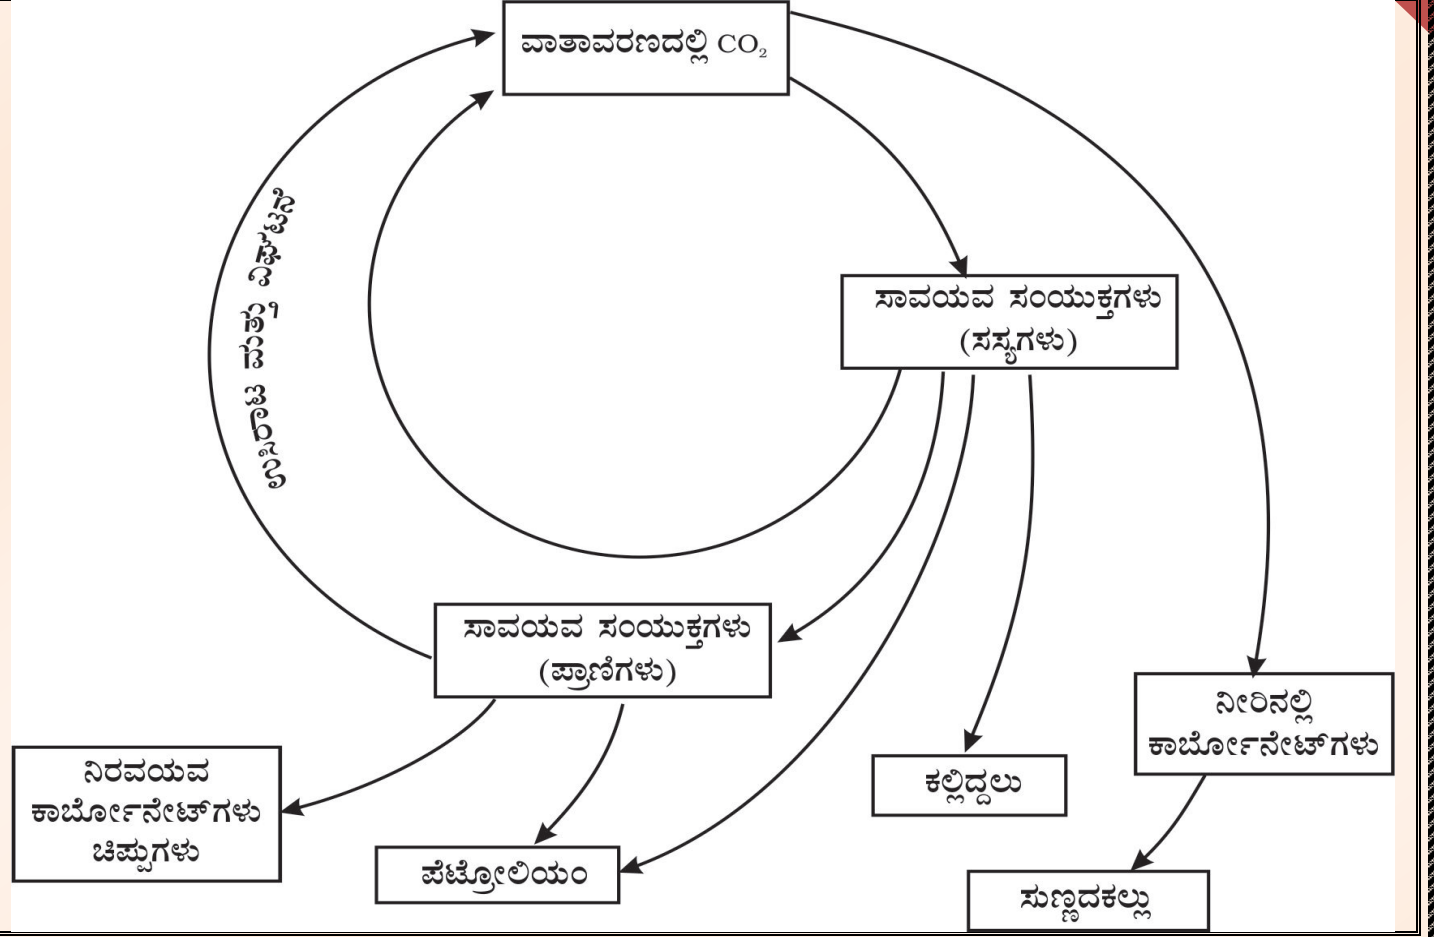 ವಾತಾವರಣದಲ್ಲಿ CO₂
ಉಸಿರಾಟ ಮತ್ತು ವಿಘಟನೆ
ಸಾವಯವ ಸಂಯುಕ್ತಗಳು
(ಸಸ್ಯಗಳು)
ಸಾವಯವ ಸಂಯುಕ್ತಗಳು
(ಪ್ರಾಣಿಗಳು)
ನೀರಿನಲ್ಲಿ
ಕಾರ್ಬೋನೇಟ್‌ಗಳು
ನಿರವಯವ
ಕಾರ್ಬೋನೇಟ್‌ಗಳು
ಚಿಪ್ಪುಗಳು
ಕಲ್ಲಿದ್ದಲು
ಪೆಟ್ರೋಲಿಯಂ
ಸುಣ್ಣದಕಲ್ಲು